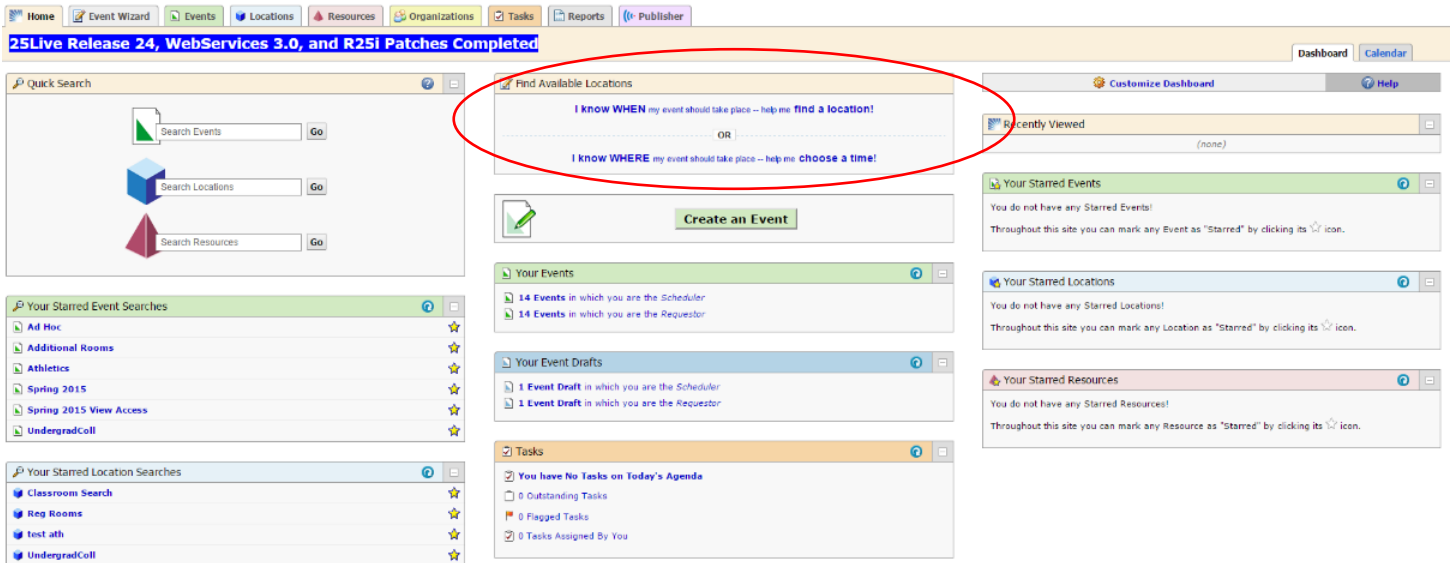 Home Event Wizard Events Locations Resources Organizations Tasks Reports Publisher
25Live Release 24, WebServices 3.0, and R25i Patches Completed
Dashboard Calendar
Quick Search
Search Events Go
Search Locations Go
Search Resources Go
Your Starred Event Searches
Ad Hoc
Additional Rooms
Athletics
Spring 2015
Spring 2015 View Access
UndergradColl
Your Starred Location Searches
Classroom Search
Reg Rooms
test ath
UndergradColl
Find Available Locations
I know WHEN my event should take place -- help me find a location!
OR
I know WHERE my event should take place -- help me choose a time!
Create an Event
Your Events
14 Events in which you are the Scheduler
14 Events in which you are the Requestor
Your Event Drafts
1 Event Draft in which you are the Scheduler
1 Event Draft in which you are the Requestor
Tasks
You have No Tasks on Today's Agenda
0 Outstanding Tasks
0 Flagged Tasks
0 Tasks Assigned By You
Customize Dashboard Help
Recently Viewed
(none)
Your Starred Events
You do not have any Starred Events!
Throughout this site you can mark any Event as "Starred" by clicking its icon.
Your Starred Locations
You do not have any Starred Locations!
Throughout this site you can mark any Location as "Starred" by clicking its icon.
Your Starred Resources
You do not have any Starred Resources!
Throughout this site you can mark any Resource as "Starred" by clicking its icon.